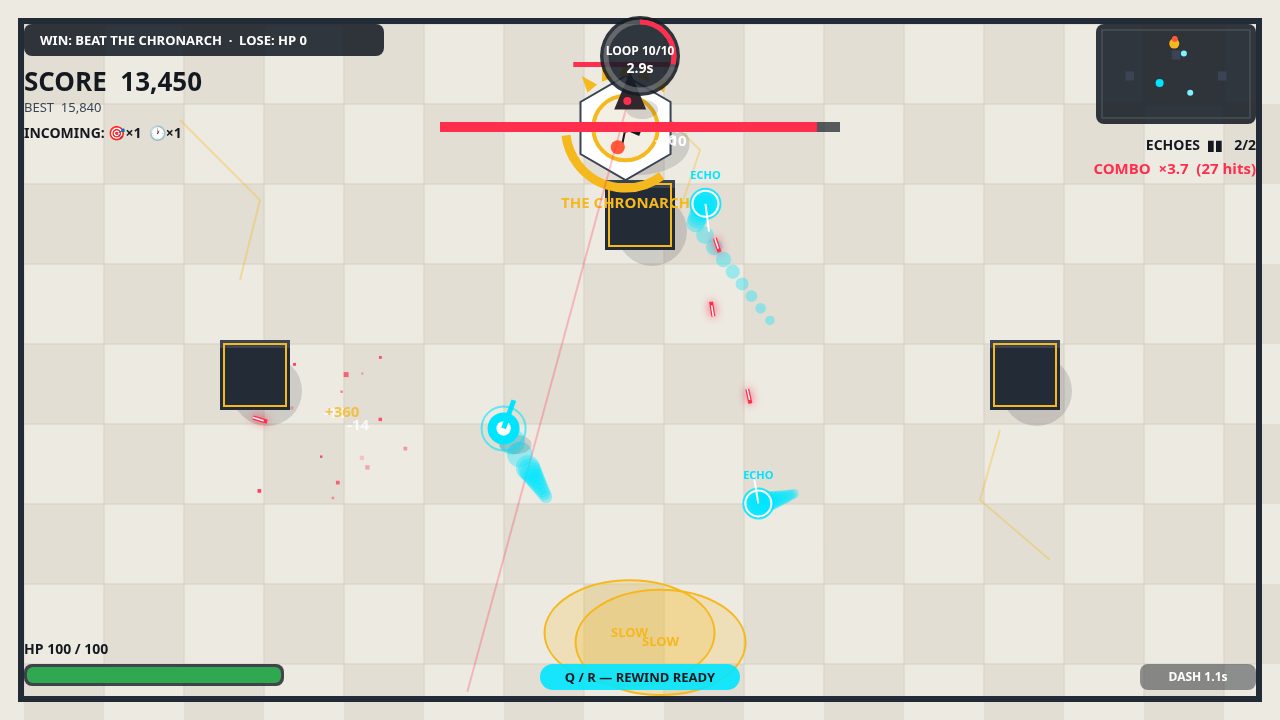 WIN: BEAT THE CHRONARCH · LOSE: HP 0
SCORE 13,450
BEST 15,840
INCOMING: 🎯×1 🕐×1
LOOP 10/10
2.9s
ECHOES ▮▮ 2/2
COMBO ×3.7 (27 hits)
ECHO
THE CHRONARCH
+360
-14
ECHO
SLOW
SLOW
HP 100 / 100
Q / R — REWIND READY
DASH 1.1s